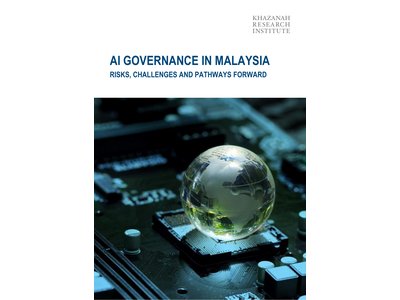 KHAZANAH
RESEARCH
INSTITUTE
AI GOVERNANCE IN MALAYSIA
RISKS, CHALLENGES AND PATHWAYS FORWARD